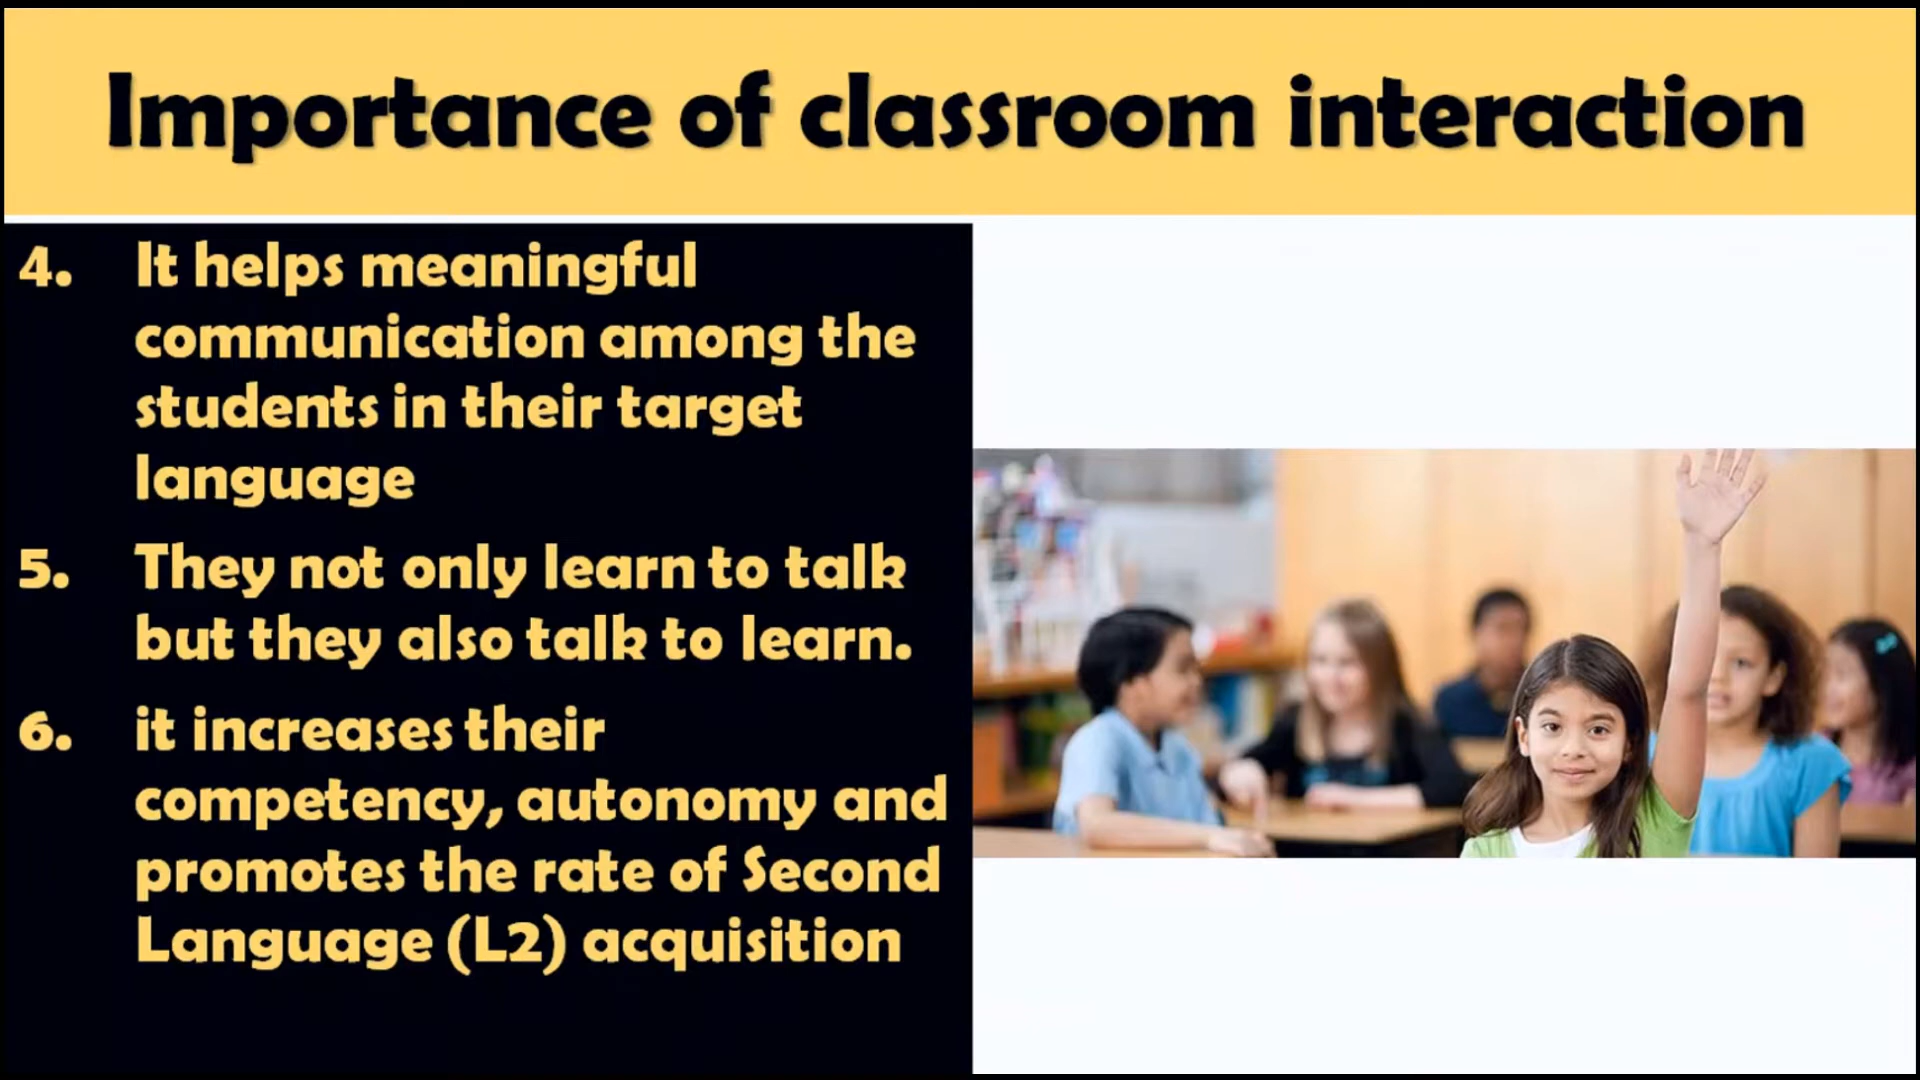 Importance of classroom interaction
4. It helps meaningful
communication among the
students in their target
language
5. They not only learn to talk
but they also talk to learn.
6. it increases their
competency, autonomy and
promotes the rate of Second
Language (L2) acquisition